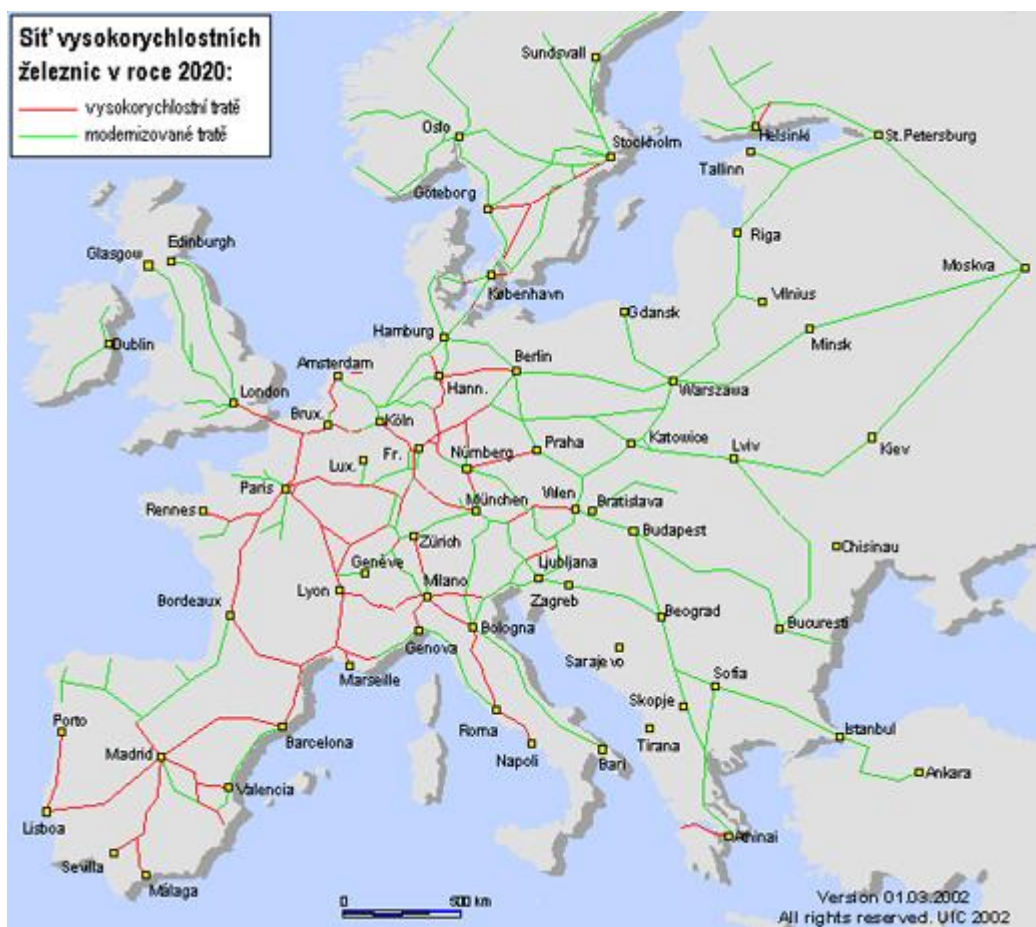 Síť vysokorychlostních
železnic v roce 2020:
vysokorychlostní tratě
modernizované tratě
Sundsvall
Oslo
Helsinki
St.Petersburg
Stockholm
Tallinn
Göteborg
Riga
Edinburgh
Glasgow
Moskva
København
Vilnius
Gdansk
Hamburg
Minsk
Dublin
Amsterdam
Berlin
Hann.
Warszawa
London
Brux.
Köln
Katowice
Lviv
Kiev
Fr.
Nürnberg
Praha
Lux.
Paris
Rennes
München
Wien
Bratislava
Budapest
Zürich
Chisinau
Genève
Ljubljana
Milano
Lyon
Zagreb
Bordeaux
Beograd
Bucuresti
Bologna
Genova
Sarajevo
Marseille
Sofia
Skopje
Porto
Roma
Istanbul
Barcelona
Tirana
Madrid
Napoli
Bari
Ankara
Valencia
Lisboa
Athinai
Sevilla
Málaga
0 500 km
Version 01.03.2002
All rights reserved. UIC 2002